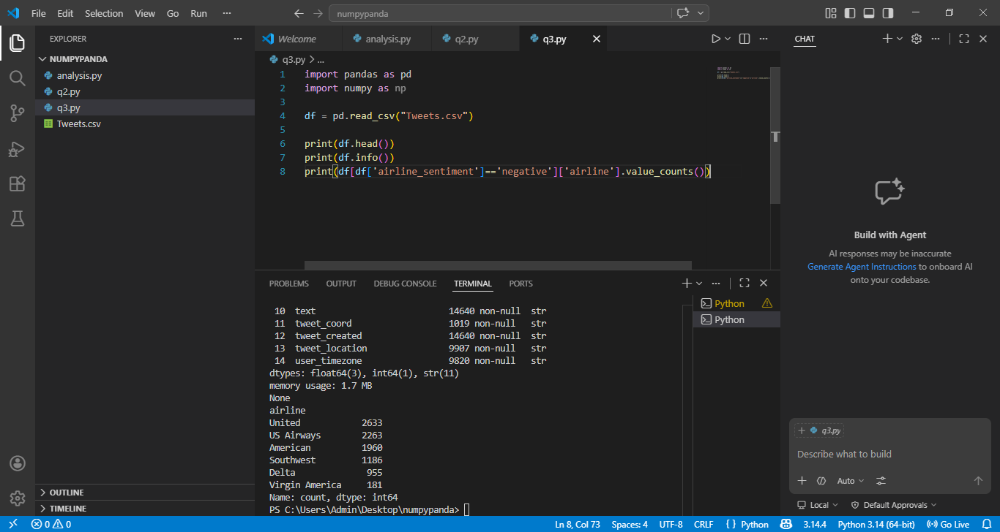 File Edit Selection View Go Run ···
numpypanda
EXPLORER
NUMPYPANDA
analysis.py
q2.py
q3.py
Tweets.csv
OUTLINE
TIMELINE
Welcome analysis.py q2.py q3.py
q3.py > ...
1 import pandas as pd
2 import numpy as np
3
4 df = pd.read_csv("Tweets.csv")
5
6 print(df.head())
7 print(df.info())
8 print(df[df['airline_sentiment']=='negative']['airline'].value_counts())
PROBLEMS OUTPUT DEBUG CONSOLE TERMINAL PORTS
10 text 14640 non-null str
11 tweet_coord 1019 non-null str
12 tweet_created 14640 non-null str
13 tweet_location 9907 non-null str
14 user_timezone 9820 non-null str
dtypes: float64(3), int64(1), str(11)
memory usage: 1.7 MB
None
airline
United 2633
US Airways 2263
American 1960
Southwest 1186
Delta 955
Virgin America 181
Name: count, dtype: int64
PS C:\Users\Admin\Desktop\numpypanda>
Python
Python
CHAT
Build with Agent
AI responses may be inaccurate
Generate Agent Instructions to onboard AI
onto your codebase.
q3.py
Describe what to build
Auto
Local Default Approvals
0 0 Ln 8, Col 73 Spaces: 4 UTF-8 CRLF { } Python 3.14.4 Python 3.14 (64-bit) Go Live